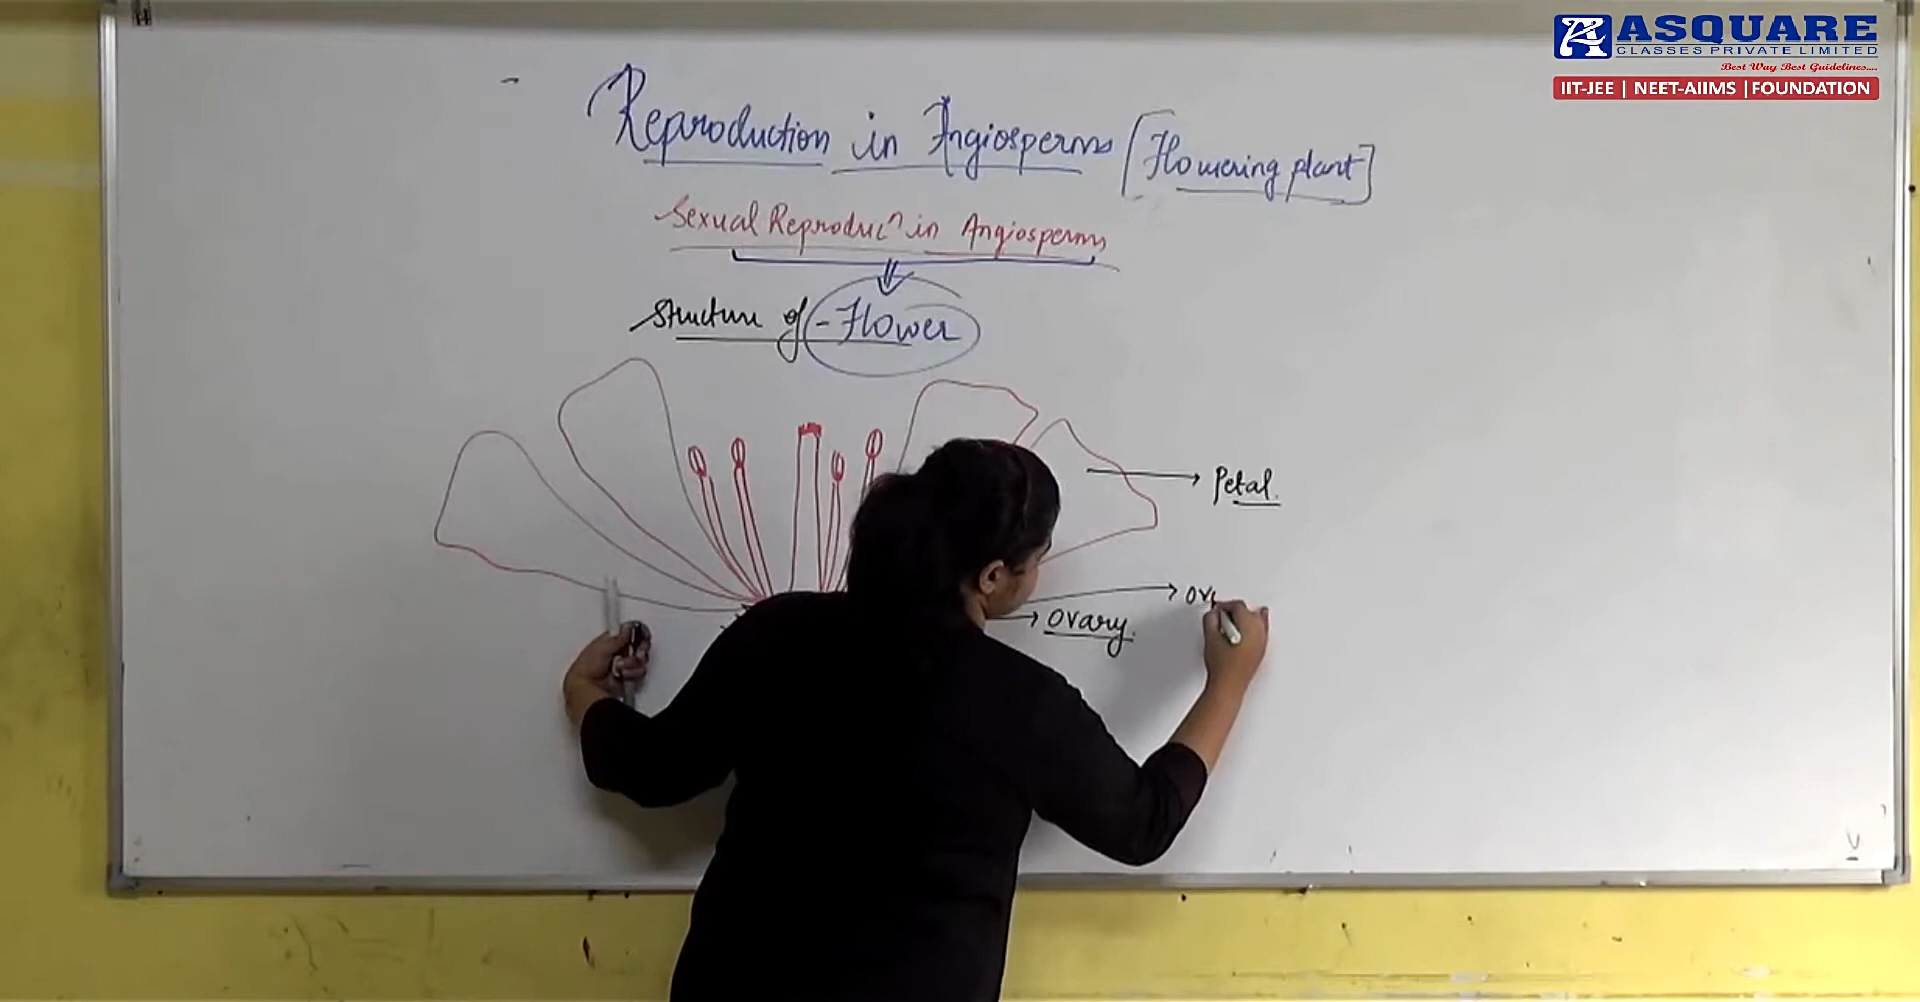 ASQUARE
CLASSES PRIVATE LIMITED
Best Way Best Guidelines....
IIT-JEE | NEET-AIIMS | FOUNDATION
Reproduction in Angiosperms [Flowering plant]
Sexual Reproducⁿ in Angiosperms
Structure of - Flower
Petal.
ov
Ovary.